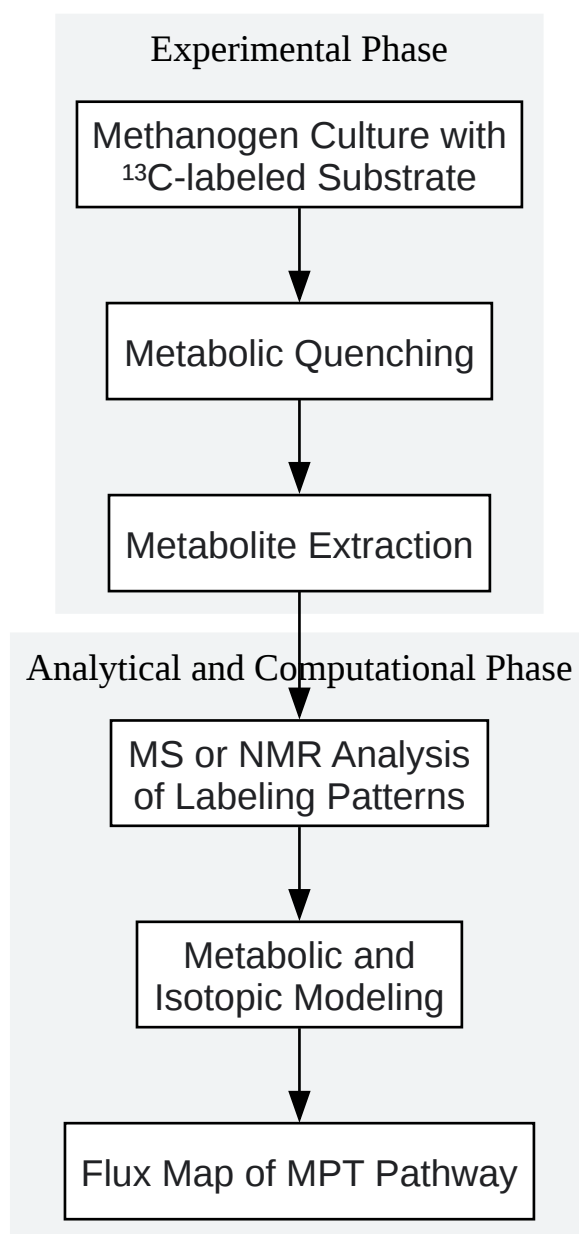 Experimental Phase
Methanogen Culture with
¹³C-labeled Substrate
Metabolic Quenching
Metabolite Extraction
Analytical and Computational Phase
MS or NMR Analysis
of Labeling Patterns
Metabolic and
Isotopic Modeling
Flux Map of MPT Pathway